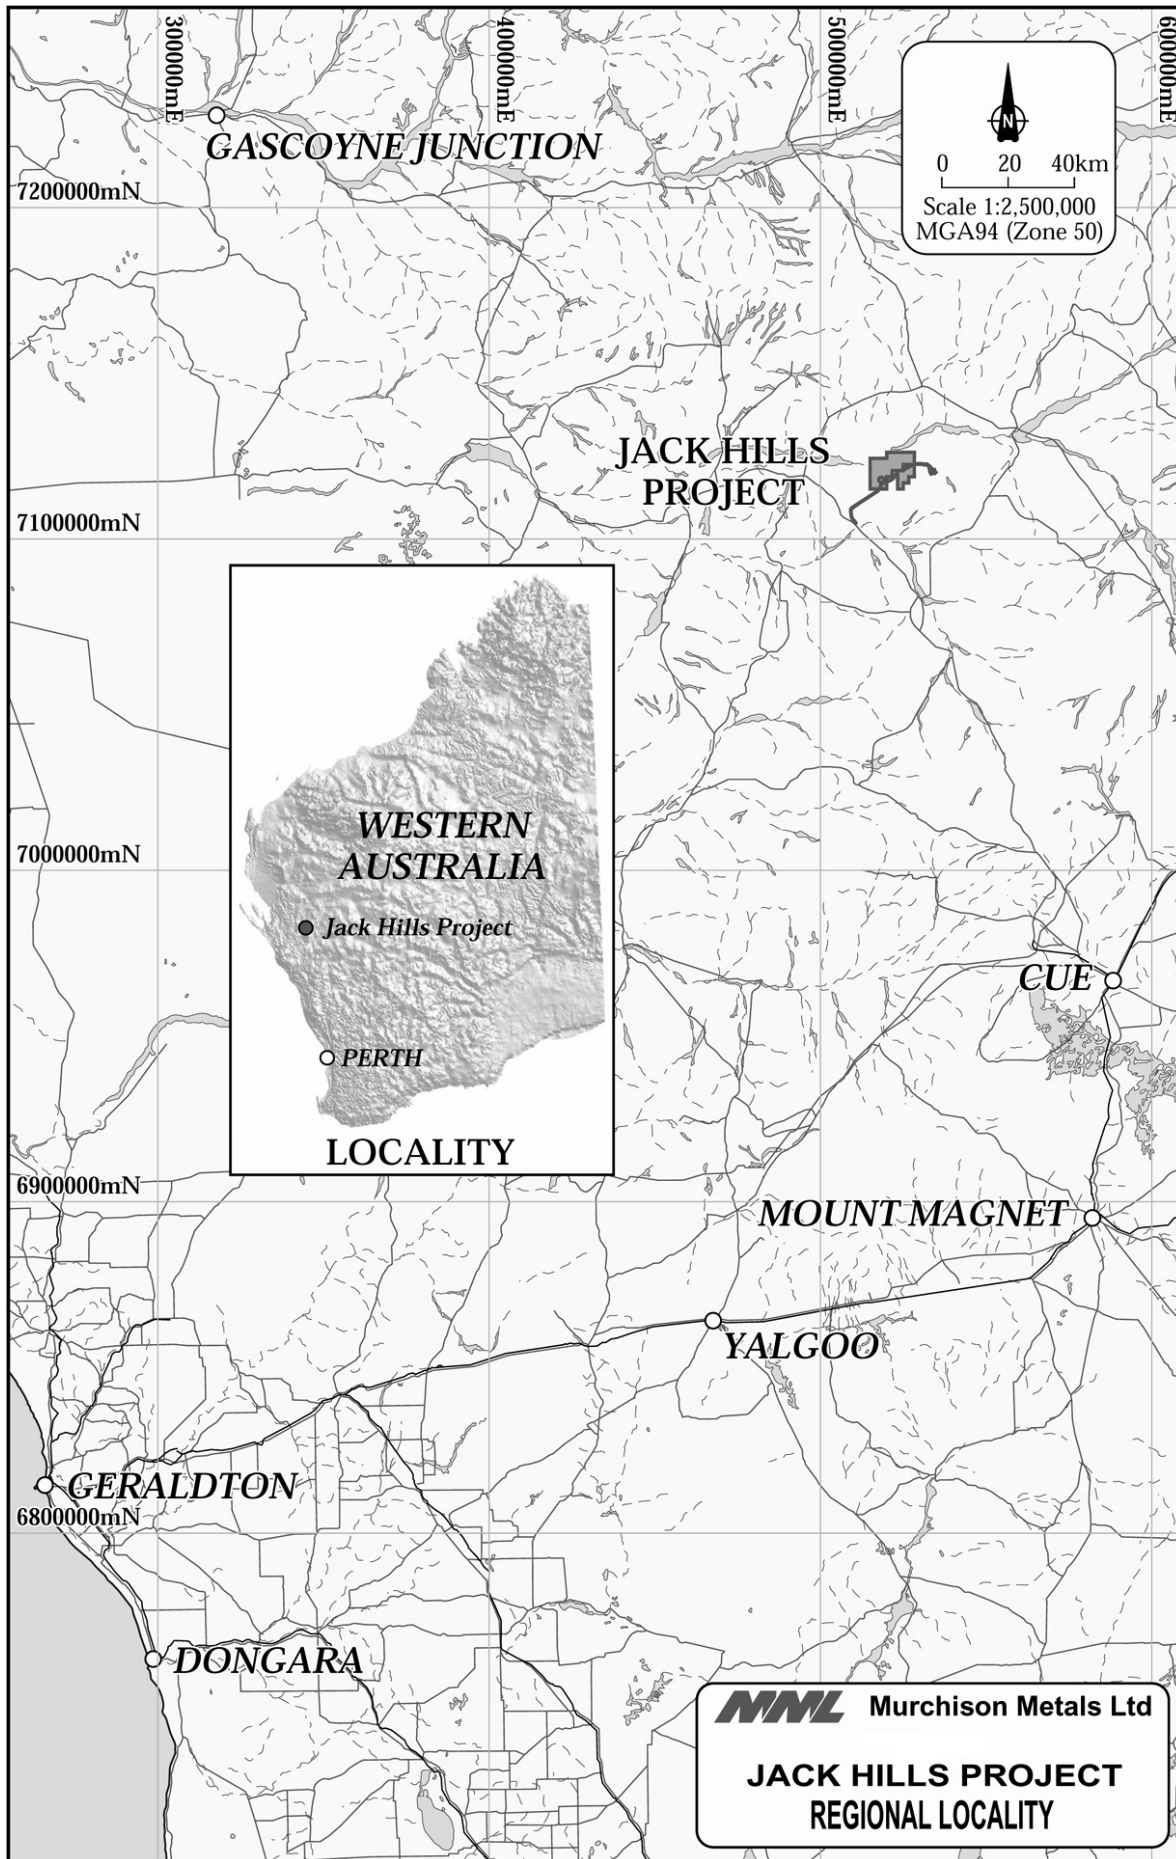 300000mE
400000mE
500000mE
600000mE
N
0 20 40km
Scale 1:2,500,000
MGA94 (Zone 50)
GASCOYNE JUNCTION
7200000mN
JACK HILLS
PROJECT
7100000mN
WESTERN
AUSTRALIA
7000000mN
Jack Hills Project
CUE
PERTH
LOCALITY
6900000mN
MOUNT MAGNET
YALGOO
GERALDTON
6800000mN
DONGARA
MML Murchison Metals Ltd
JACK HILLS PROJECT
REGIONAL LOCALITY